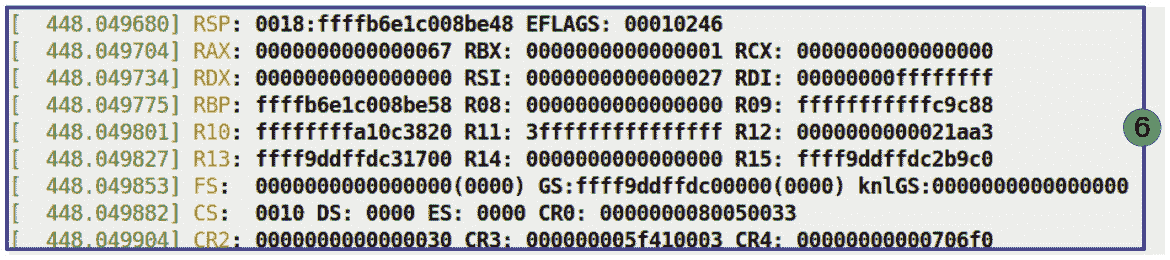 [  448.049680] RSP: 0018:ffffb6e1c008be48 EFLAGS: 00010246
[  448.049704] RAX: 0000000000000067 RBX: 0000000000000001 RCX: 0000000000000000
[  448.049734] RDX: 0000000000000000 RSI: 0000000000000027 RDI: 00000000ffffffff
[  448.049775] RBP: ffffb6e1c008be58 R08: 0000000000000000 R09: fffffffffffc9c88
[  448.049801] R10: ffffffffa10c3820 R11: 3fffffffffffffff R12: 0000000000021aa3
[  448.049827] R13: ffff9ddffdc31700 R14: 0000000000000000 R15: ffff9ddffdc2b9c0
[  448.049853] FS:  0000000000000000(0000) GS:ffff9ddffdc00000(0000) knlGS:0000000000000000
[  448.049882] CS:  0010 DS: 0000 ES: 0000 CR0: 0000000080050033
[  448.049904] CR2: 0000000000000030 CR3: 000000005f410003 CR4: 00000000000706f0
6